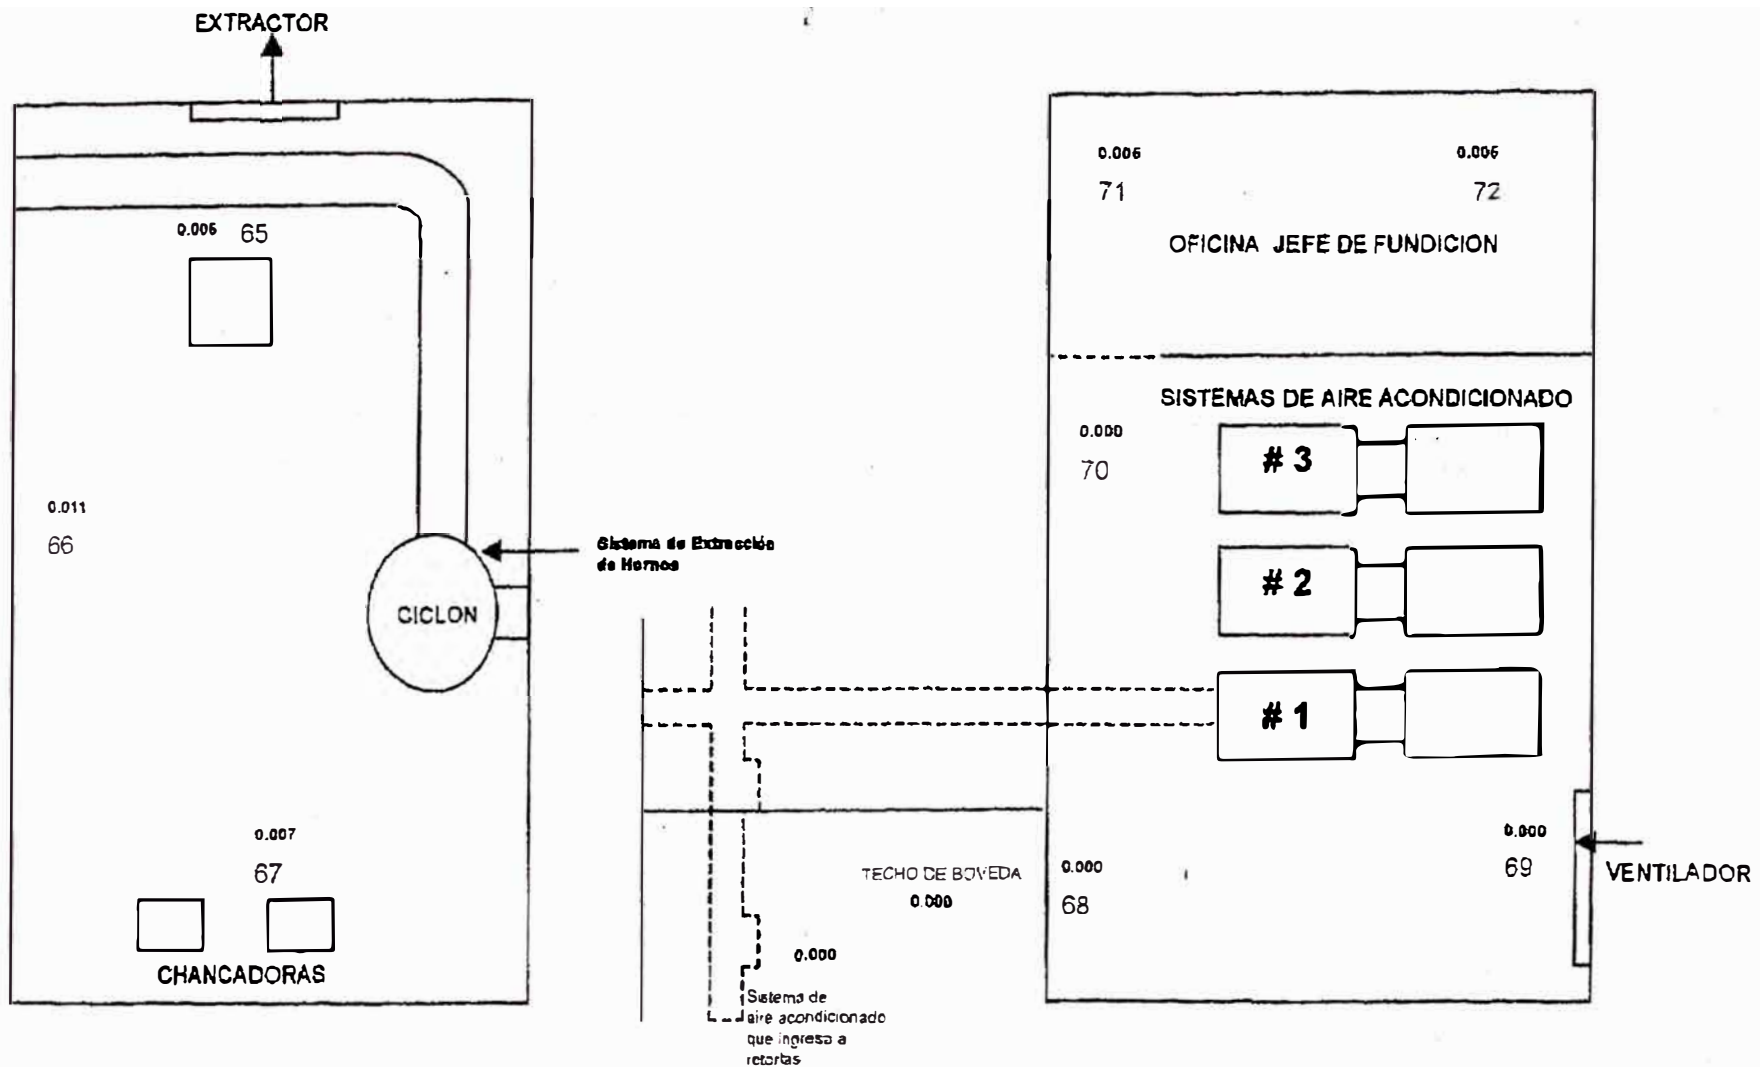 EXTRACTOR
0.006 65
0.011
66
Sistema de Extracción
de Hornos
CICLON
0.007
67
CHANCADORAS
0.006
71
0.006
72
OFICINA JEFE DE FUNDICION
SISTEMAS DE AIRE ACONDICIONADO
0.000
70
# 3
# 2
# 1
TECHO DE BOVEDA
0.000
0.000
68
0.000
69
VENTILADOR
0.000
Sistema de
aire acondicionado
que ingresa a
retortas